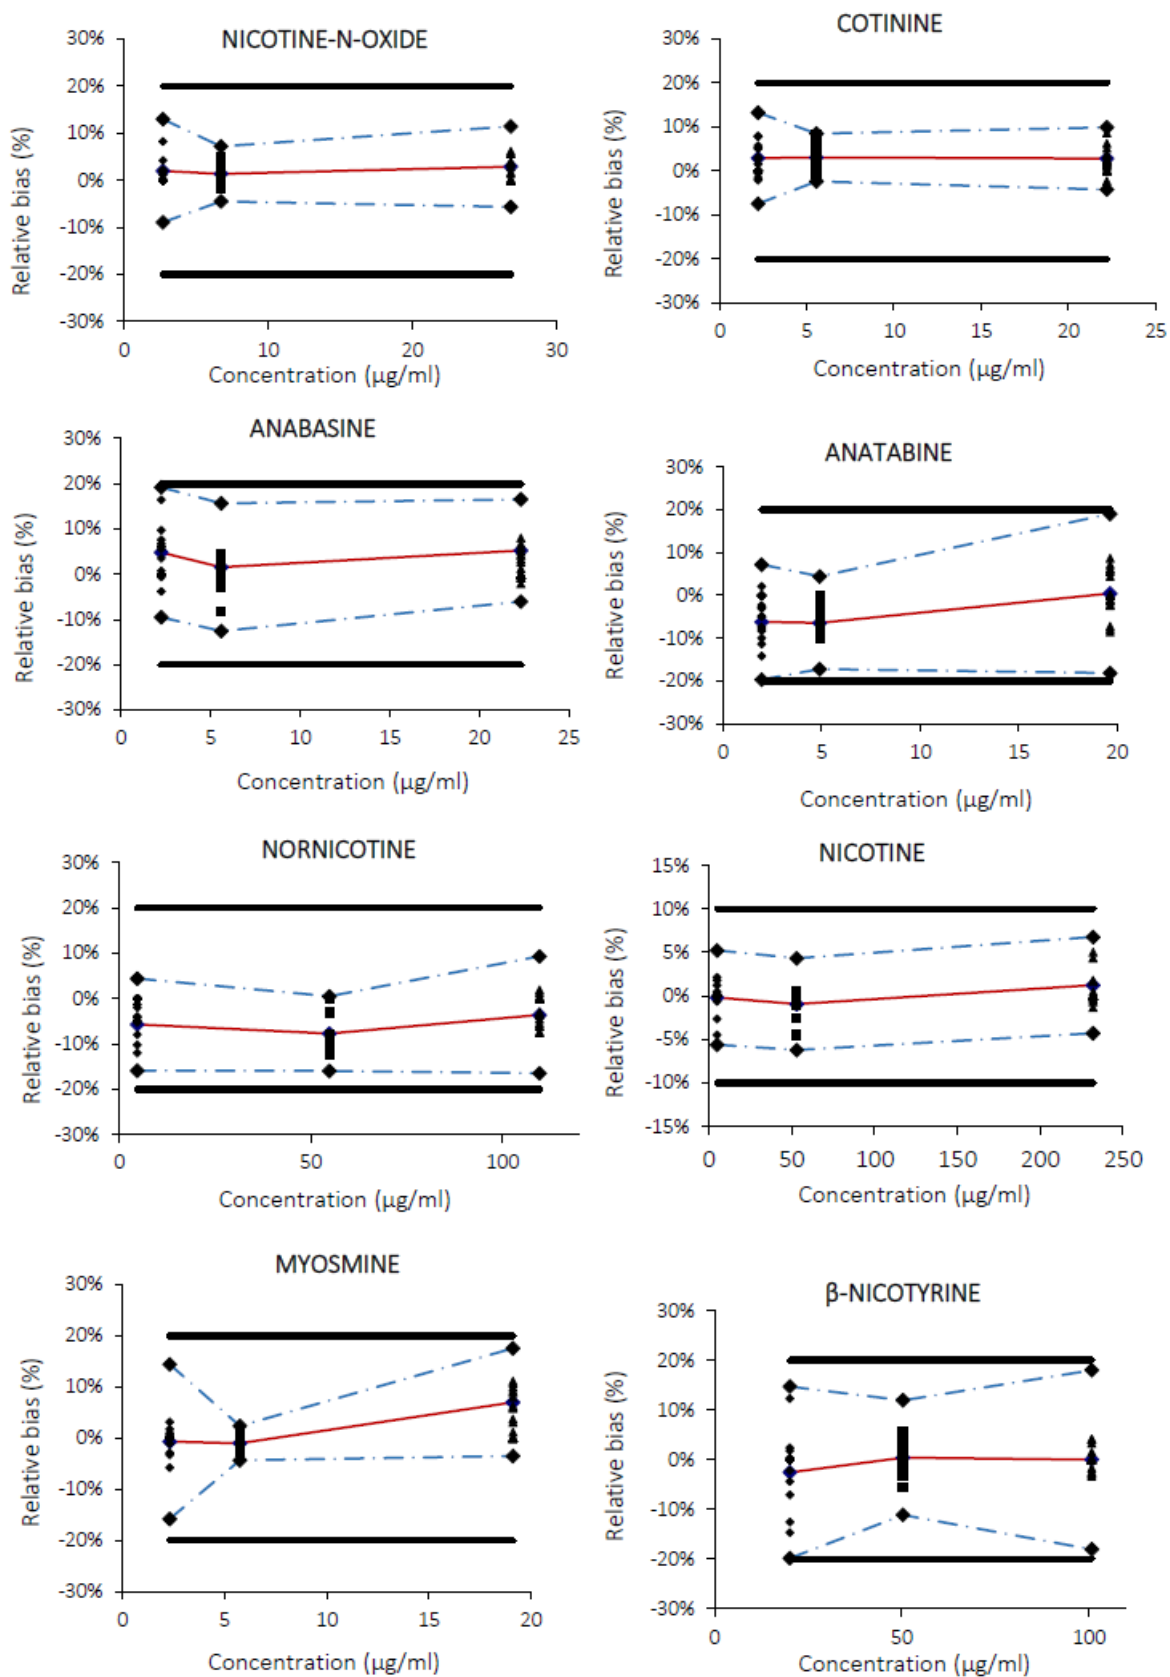 NICOTINE-N-OXIDE
30%
20%
10%
0%
-10%
-20%
-30%
Relative bias (%)
0 10 20 30
Concentration (µg/ml)
COTININE
30%
20%
10%
0%
-10%
-20%
-30%
Relative bias (%)
0 5 10 15 20 25
Concentration (µg/ml)
ANABASINE
30%
20%
10%
0%
-10%
-20%
-30%
Relative bias (%)
0 5 10 15 20 25
Concentration (µg/ml)
ANATABINE
30%
20%
10%
0%
-10%
-20%
-30%
Relative bias (%)
0 5 10 15 20
Concentration (µg/ml)
NORNICOTINE
30%
20%
10%
0%
-10%
-20%
-30%
Relative bias (%)
0 50 100
Concentration (µg/ml)
NICOTINE
15%
10%
5%
0%
-5%
-10%
-15%
Relative bias (%)
0 50 100 150 200 250
Concentration (µg/ml)
MYOSMINE
30%
20%
10%
0%
-10%
-20%
-30%
Relative bias (%)
0 5 10 15 20
Concentration (µg/ml)
β-NICOTYRINE
30%
20%
10%
0%
-10%
-20%
-30%
Relative bias (%)
0 50 100
Concentration (µg/ml)